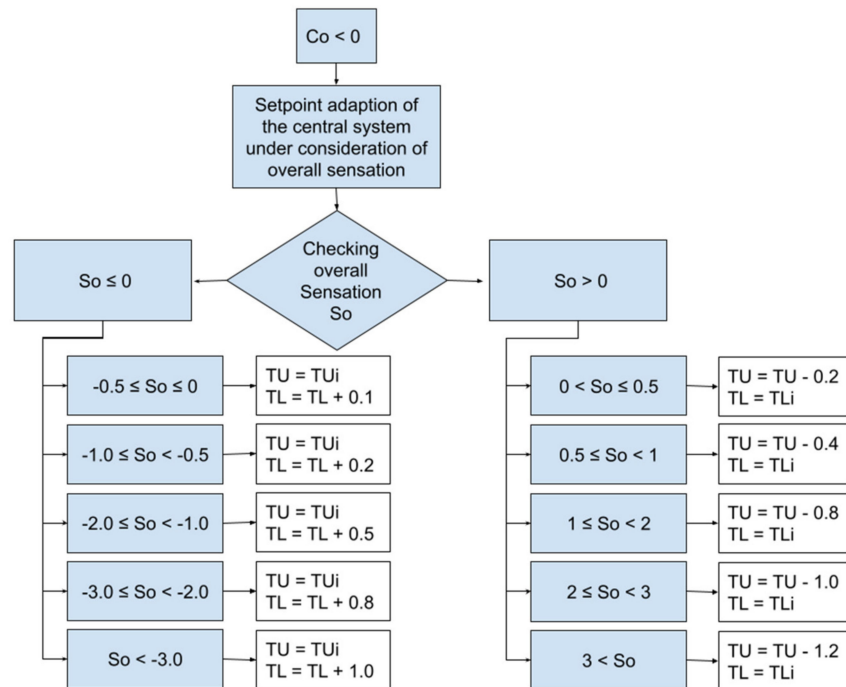 Co < 0
Setpoint adaption of
the central system
under consideration of
overall sensation
Checking
overall
Sensation
So
So ≤ 0
So > 0
-0.5 ≤ So ≤ 0
TU = TUi
TL = TL + 0.1
-1.0 ≤ So < -0.5
TU = TUi
TL = TL + 0.2
-2.0 ≤ So < -1.0
TU = TUi
TL = TL + 0.5
-3.0 ≤ So < -2.0
TU = TUi
TL = TL + 0.8
So < -3.0
TU = TUi
TL = TL + 1.0
0 < So ≤ 0.5
TU = TU - 0.2
TL = TLi
0.5 ≤ So < 1
TU = TU - 0.4
TL = TLi
1 ≤ So < 2
TU = TU - 0.8
TL = TLi
2 ≤ So < 3
TU = TU - 1.0
TL = TLi
3 < So
TU = TU - 1.2
TL = TLi